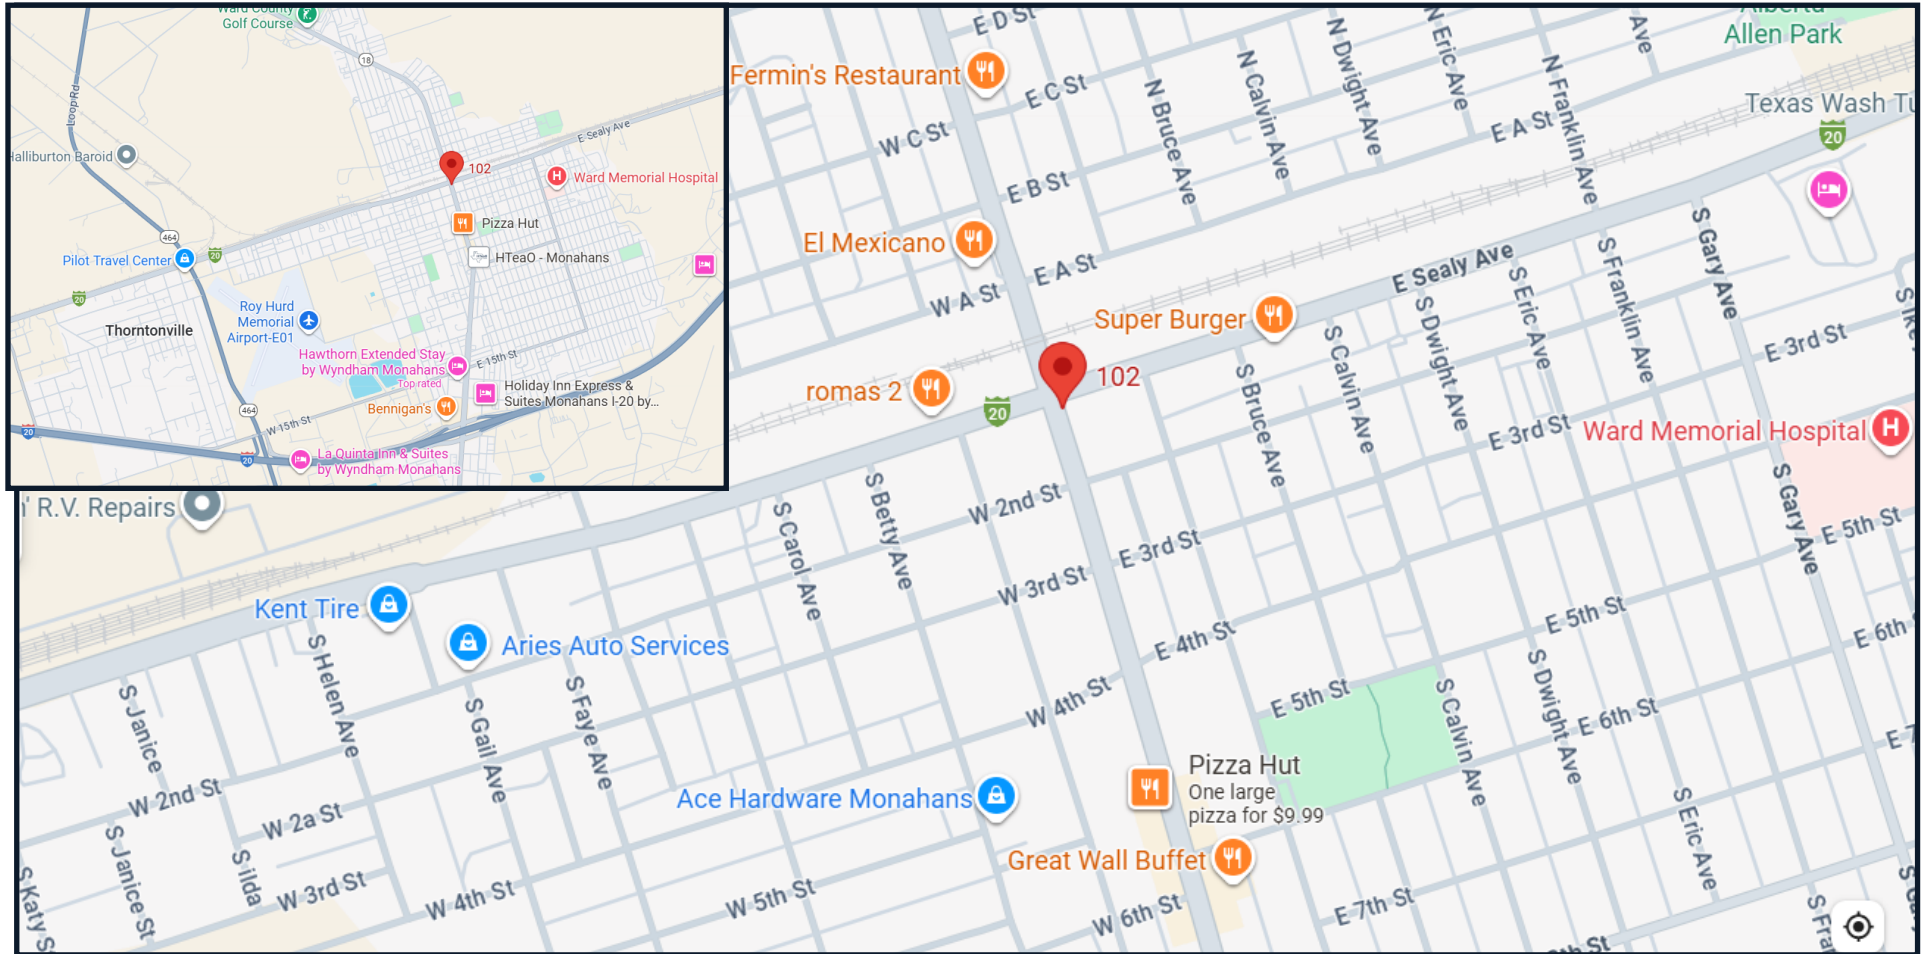 Ward County
Golf Course
18
Loop Rd
E Sealy Ave
Halliburton Baroid
102
Ward Memorial Hospital
Pizza Hut
464
Pilot Travel Center
20
HTeaO - Monahans
20
Roy Hurd
Memorial
Airport-E01
Thorntonville
Hawthorn Extended Stay
by Wyndham Monahans
Top rated
E 15th St
Holiday Inn Express &
Suites Monahans I-20 by...
Bennigan's
464
W 15th St
20
20
La Quinta Inn & Suites
by Wyndham Monahans
E D St
Alberta
Allen Park
Fermin's Restaurant
E C St
W C St
N Bruce Ave
N Calvin Ave
N Dwight Ave
N Eric Ave
N Franklin Ave
Ave
E A St
Texas Wash Tu
20
E B St
El Mexicano
E A St
W A St
Super Burger
E Sealy Ave
S Gary Ave
S Franklin Ave
S Eric Ave
S Dwight Ave
S Calvin Ave
S Bruce Ave
E 3rd St
S Ike
102
romas 2
20
E 3rd St
Ward Memorial Hospital
S Gary Ave
E 5th St
R.V. Repairs
S Carol Ave
S Betty Ave
W 2nd St
E 3rd St
W 3rd St
Kent Tire
Aries Auto Services
E 4th St
E 5th St
E 6th
S Janice
S Helen Ave
S Gail Ave
S Faye Ave
W 4th St
E 5th St
S Calvin Ave
S Dwight Ave
E 6th St
E 7
W 2nd St
W 2a St
Ace Hardware Monahans
Pizza Hut
One large
pizza for $9.99
Great Wall Buffet
S Eric Ave
S Janice St
S Ilda
S Katy S
W 3rd St
W 4th St
W 5th St
W 6th St
E 7th St
S Fra
th St